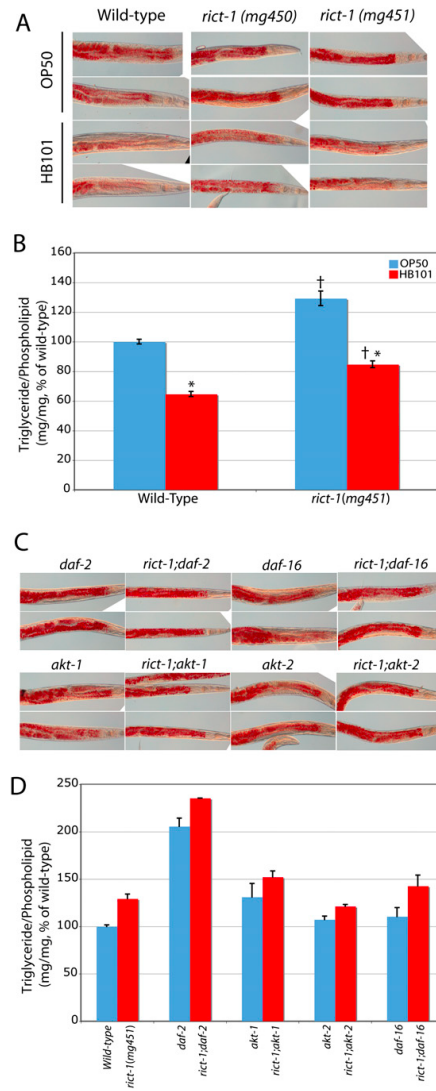 A
Wild-type rict-1 (mg450) rict-1 (mg451)
OP50
HB101
B
160
140
120
100
80
60
40
20
0
Triglyceride/Phospholipid
(mg/mg, % of wild-type)
OP50
HB101
*
†
† *
Wild-Type rict-1(mg451)
C
daf-2 rict-1;daf-2 daf-16 rict-1;daf-16
akt-1 rict-1;akt-1 akt-2 rict-1;akt-2
D
250
200
150
100
50
0
Triglyceride/Phospholipid
(mg/mg, % of wild-type)
Wild-type
rict-1(mg451)
daf-2
rict-1;daf-2
akt-1
rict-1;akt-1
akt-2
rict-1;akt-2
daf-16
rict-1;daf-16